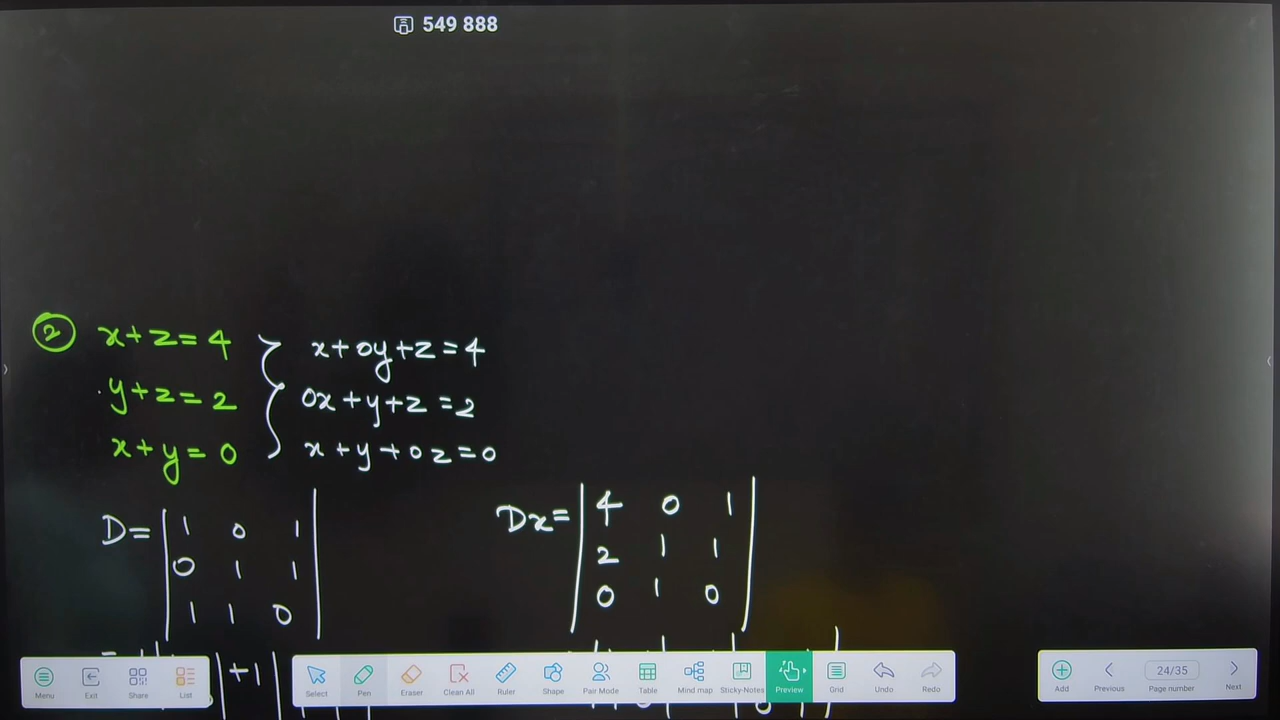 549 888
② x+z=4 x+0y+z=4
y+z=2 0x+y+z=2
x+y=0 x+y+0z=0
D= | 1 0 1 | Dx= | 4 0 1 |
| 0 1 1 | | 2 1 1 |
| 1 1 0 | | 0 1 0 |
+1
Menu Exit Share List Select Pen Eraser Clean All Ruler Shape Pair Mode Table Mind map Sticky-Notes Preview Grid Undo Redo Add Previous 24/35 Page number Next